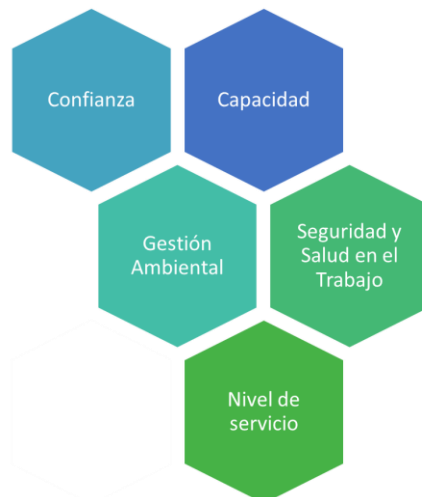 Confianza
Capacidad
Gestión
Ambiental
Seguridad y
Salud en el
Trabajo
Nivel de
servicio